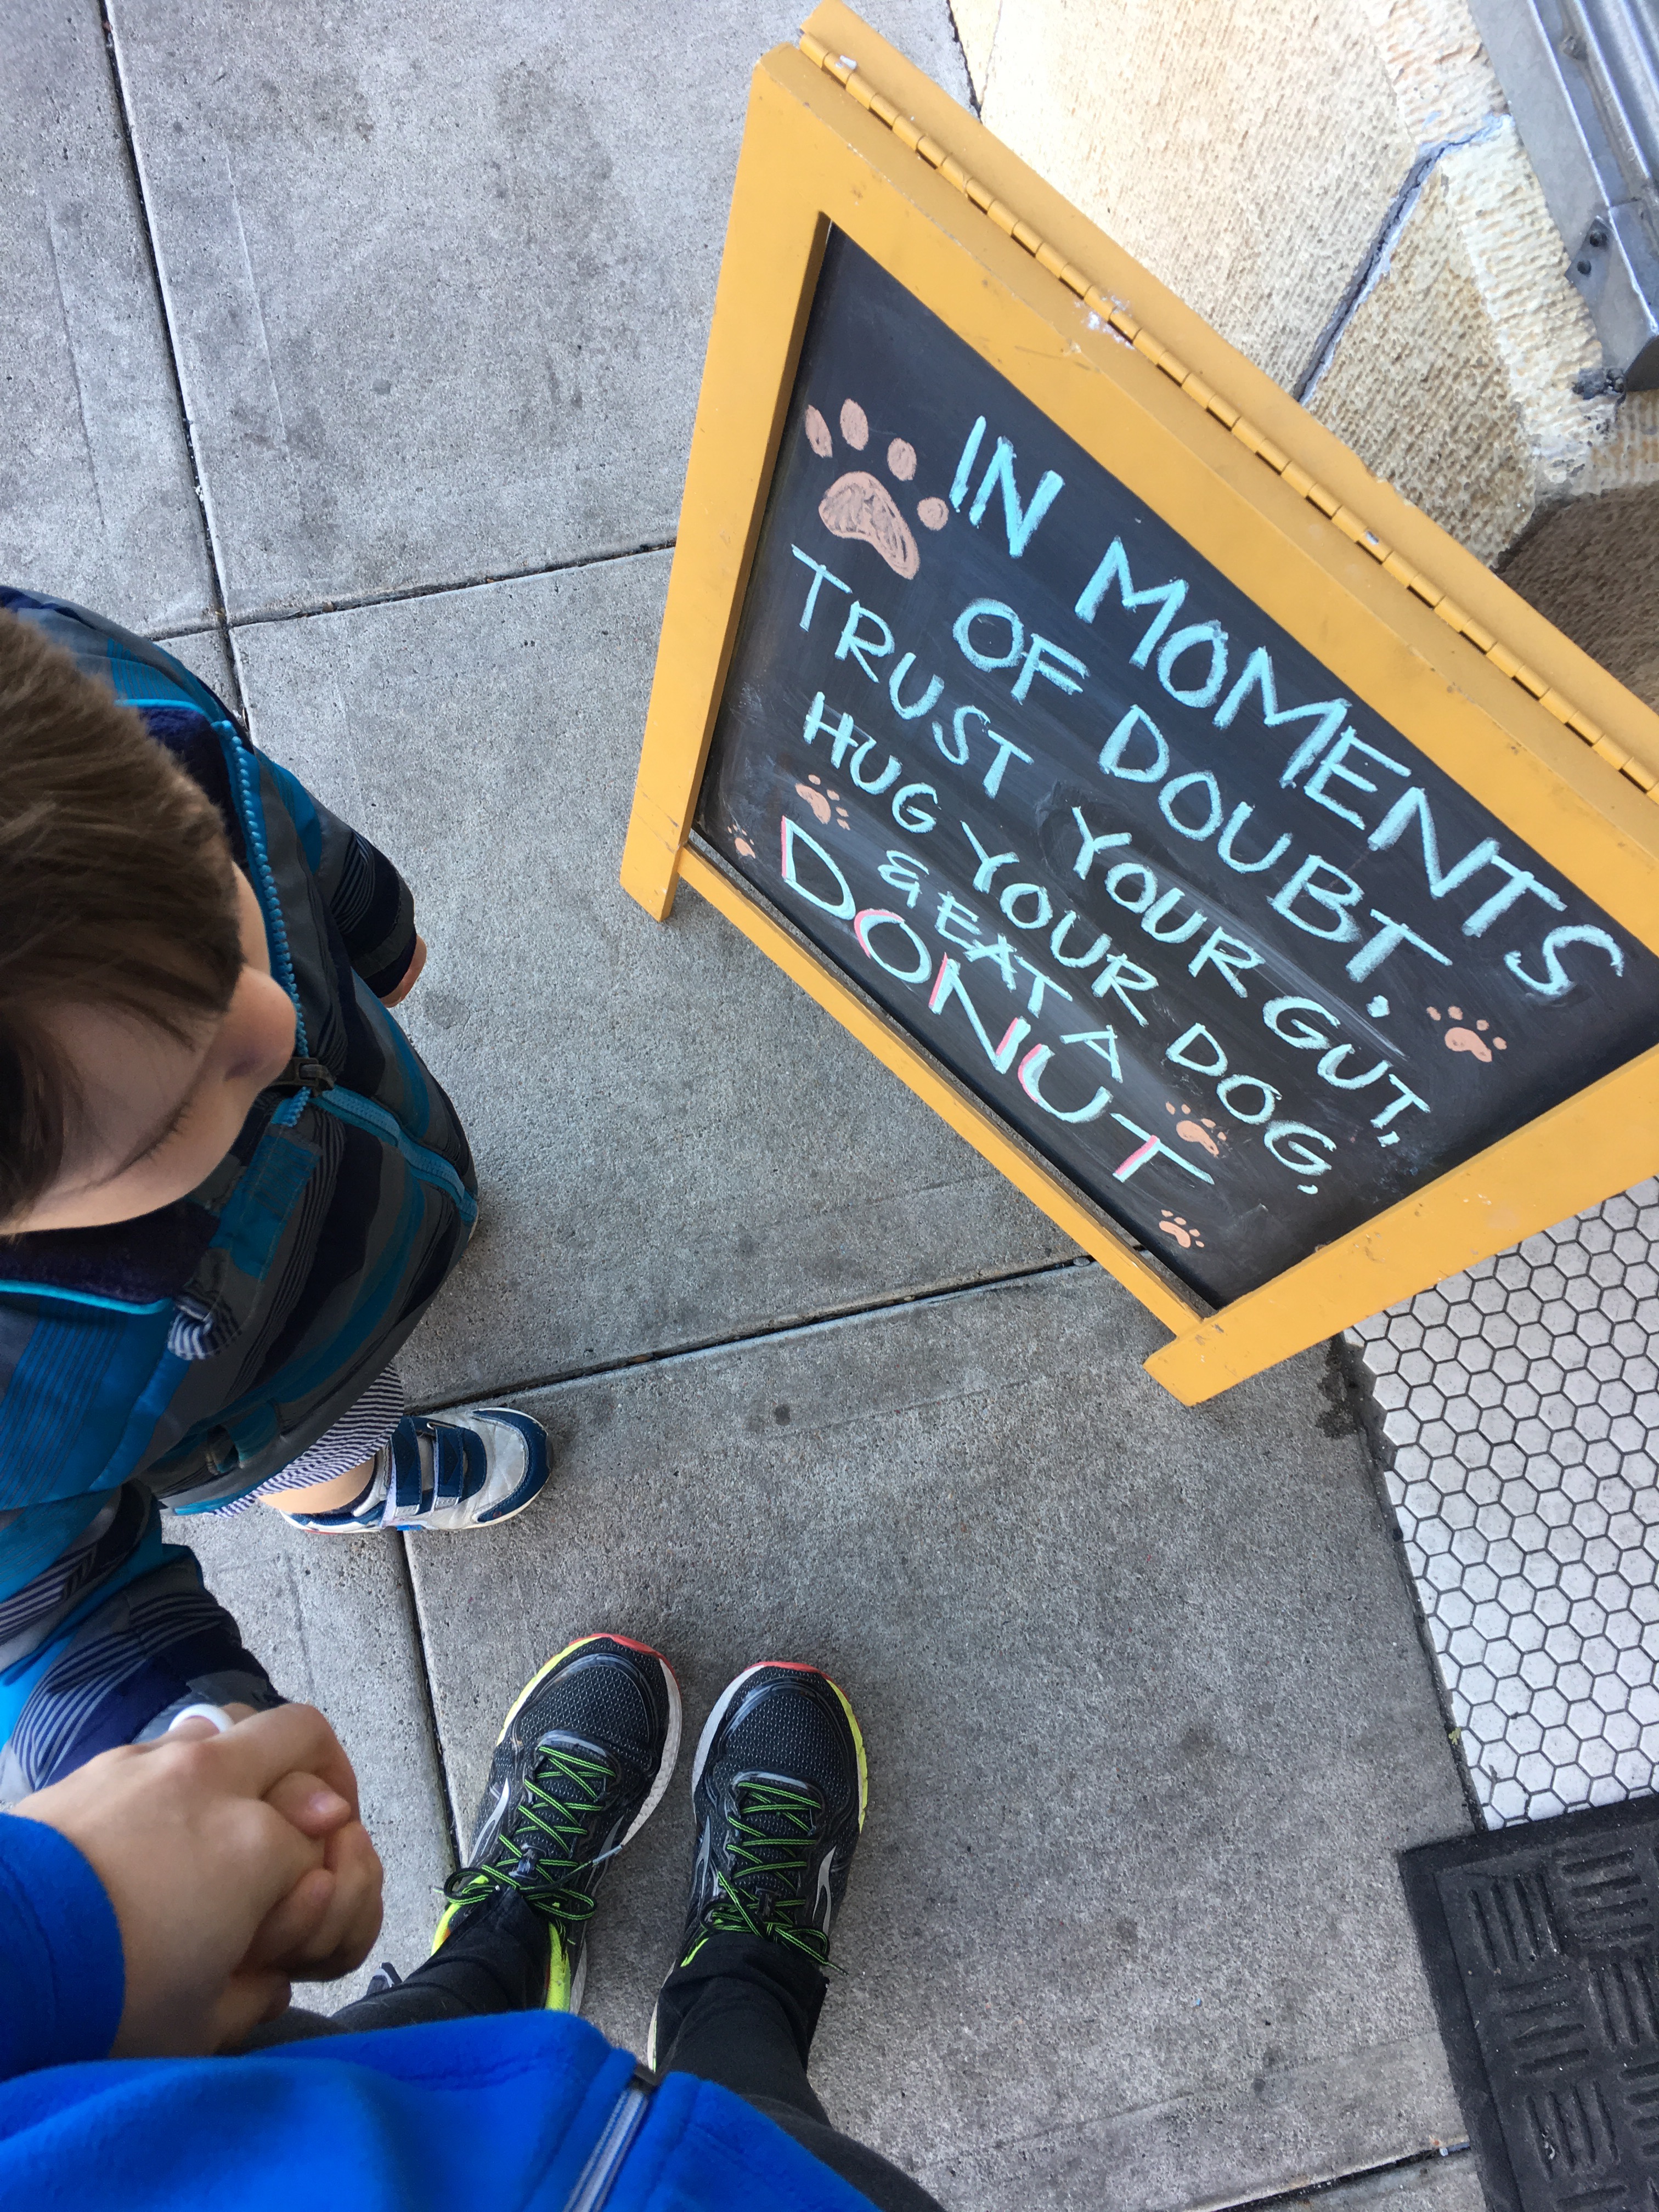 IN MOMENTS
OF DOUBT,
TRUST YOUR GUT,
HUG YOUR DOG,
& EAT A
DONUT